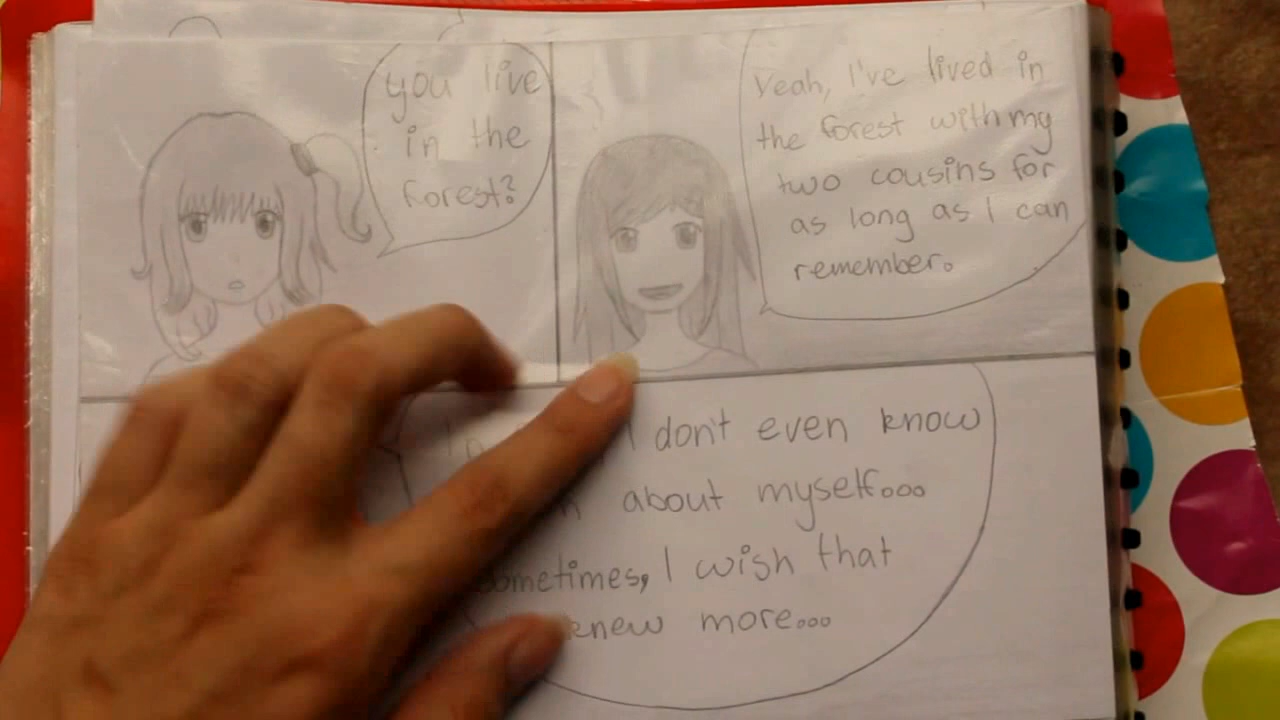 you live
in the
forest?
Yeah, I've lived in
the forest with my
two cousins for
as long as I can
remember.
I don't even know
about myself...
sometimes, I wish that
knew more...